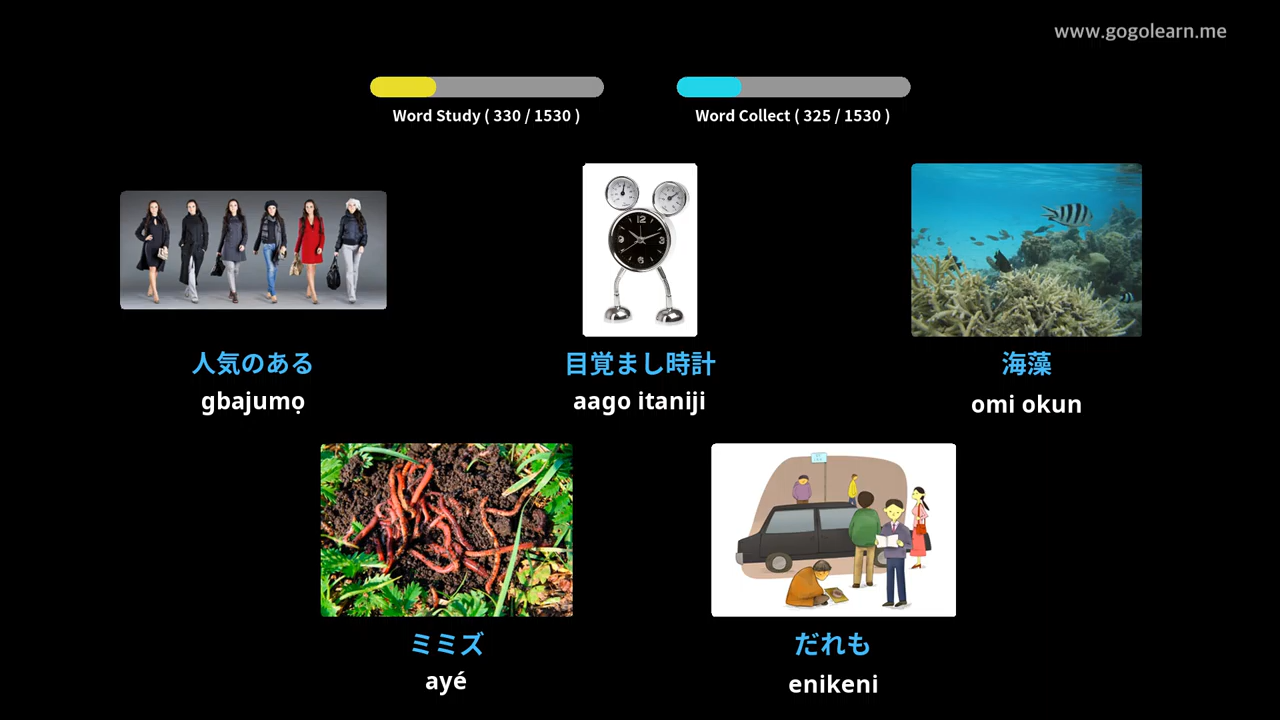 www.gogolearn.me
Word Study ( 330 / 1530 )
Word Collect ( 325 / 1530 )
人気のある
gbajumọ
目覚まし時計
aago itaniji
海藻
omi okun
ミミズ
ayé
だれも
enikeni